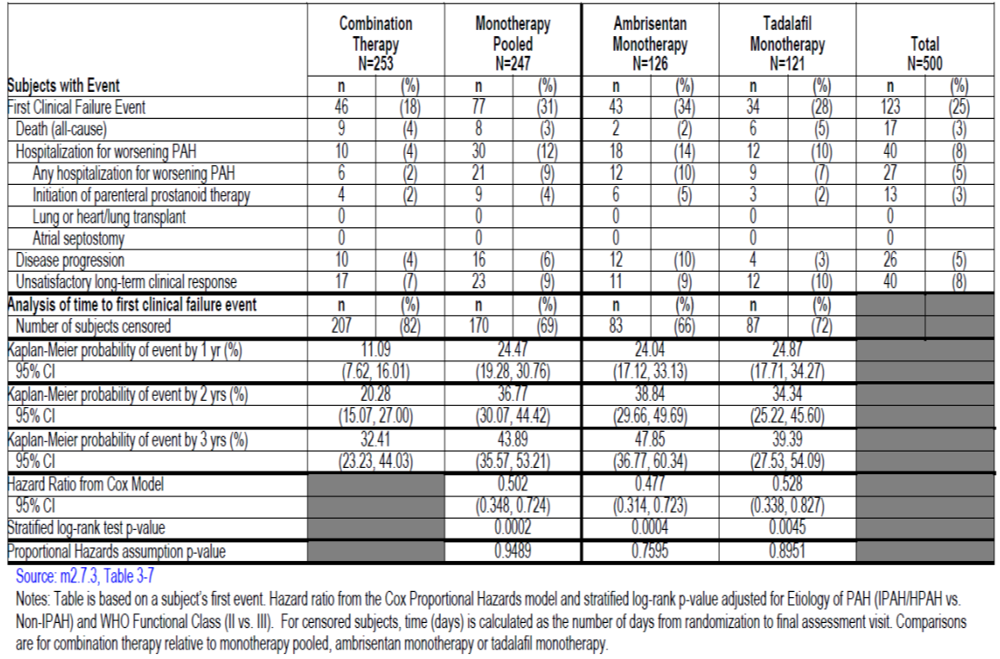 Combination Therapy N=253 Monotherapy Pooled N=247 Ambrisentan Monotherapy N=126 Tadalafil Monotherapy N=121 Total N=500
Subjects with Event n (%) n (%) n (%) n (%) n (%)
First Clinical Failure Event 46 (18) 77 (31) 43 (34) 34 (28) 123 (25)
Death (all-cause) 9 (4) 8 (3) 2 (2) 6 (5) 17 (3)
Hospitalization for worsening PAH 10 (4) 30 (12) 18 (14) 12 (10) 40 (8)
Any hospitalization for worsening PAH 6 (2) 21 (9) 12 (10) 9 (7) 27 (5)
Initiation of parenteral prostanoid therapy 4 (2) 9 (4) 6 (5) 3 (2) 13 (3)
Lung or heart/lung transplant 0 0 0 0 0
Atrial septostomy 0 0 0 0 0
Disease progression 10 (4) 16 (6) 12 (10) 4 (3) 26 (5)
Unsatisfactory long-term clinical response 17 (7) 23 (9) 11 (9) 12 (10) 40 (8)
Analysis of time to first clinical failure event n (%) n (%) n (%) n (%)
Number of subjects censored 207 (82) 170 (69) 83 (66) 87 (72)
Kaplan-Meier probability of event by 1 yr (%) 11.09 24.47 24.04 24.87
95% CI (7.62, 16.01) (19.28, 30.76) (17.12, 33.13) (17.71, 34.27)
Kaplan-Meier probability of event by 2 yrs (%) 20.28 36.77 38.84 34.34
95% CI (15.07, 27.00) (30.07, 44.42) (29.66, 49.69) (25.22, 45.60)
Kaplan-Meier probability of event by 3 yrs (%) 32.41 43.89 47.85 39.39
95% CI (23.23, 44.03) (35.57, 53.21) (36.77, 60.34) (27.53, 54.09)
Hazard Ratio from Cox Model 0.502 0.477 0.528
95% CI (0.348, 0.724) (0.314, 0.723) (0.338, 0.827)
Stratified log-rank test p-value 0.0002 0.0004 0.0045
Proportional Hazards assumption p-value 0.9489 0.7595 0.8951
Source: m2.7.3, Table 3-7
Notes: Table is based on a subject's first event. Hazard ratio from the Cox Proportional Hazards model and stratified log-rank p-value adjusted for Etiology of PAH (IPAH/HPAH vs.
Non-IPAH) and WHO Functional Class (II vs. III). For censored subjects, time (days) is calculated as the number of days from randomization to final assessment visit. Comparisons
are for combination therapy relative to monotherapy pooled, ambrisentan monotherapy or tadalafil monotherapy.